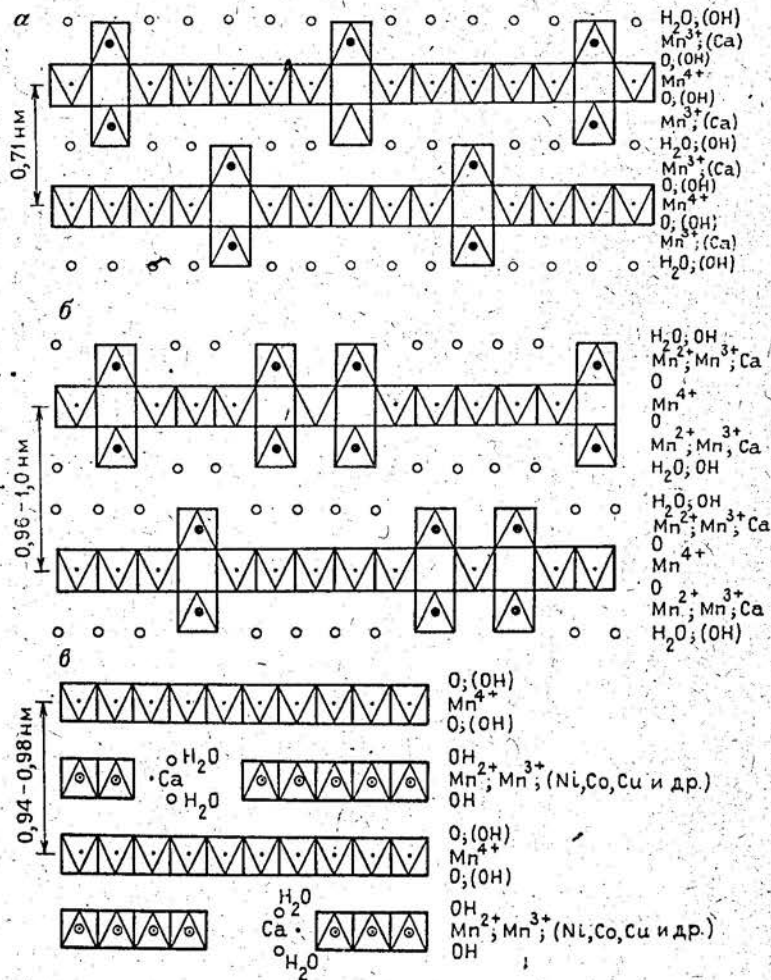 а
H₂O;(OH)
Mn³⁺;(Ca)
O,(OH)
Mn⁴⁺
O;(OH)
Mn³⁺;(Ca)
H₂O;(OH)
Mn³⁺;(Ca)
O;(OH)
Mn⁴⁺
O;(OH)
Mn³⁺;(Ca)
H₂O;(OH)
0,71 нм
б
H₂O;OH
Mn²⁺;Mn³⁺;Ca
O
Mn⁴⁺
O
Mn²⁺;Mn³⁺;Ca
H₂O;OH
H₂O;OH
Mn²⁺;Mn³⁺;Ca
O
Mn⁴⁺
O
Mn²⁺;Mn³⁺;Ca
H₂O;(OH)
0,96-1,0 нм
в
O;(OH)
Mn⁴⁺
O;(OH)
H₂O
Ca
H₂O
OH
Mn²⁺;Mn³⁺;(Ni,Co,Cu и др.)
OH
0,94-0,98 нм
O;(OH)
Mn⁴⁺
O;(OH)
H₂O
Ca
H₂O
OH
Mn²⁺;Mn³⁺;(Ni,Co,Cu и др.)
OH